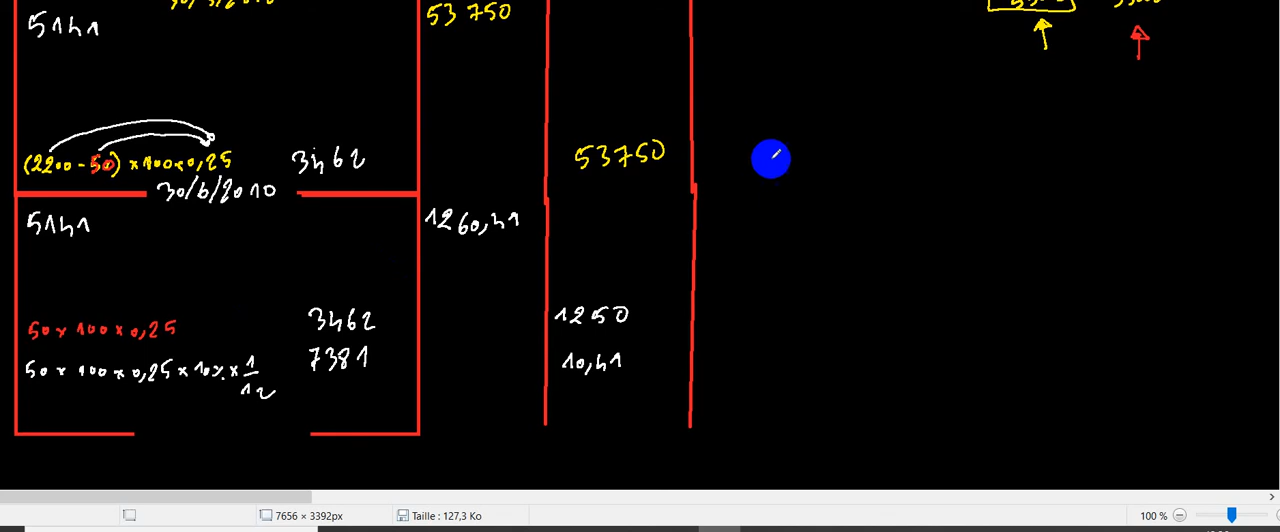 53 750
5141
(2200 - 50) × 100 × 0,25 3462 53750
30/6/2010
5141 1260,41
50 × 100 × 0,25 3462 1250
50 × 100 × 0,25 × 10% × 1/12 7381 10,41
7656 × 3392px Taille : 127,3 Ko 100 %